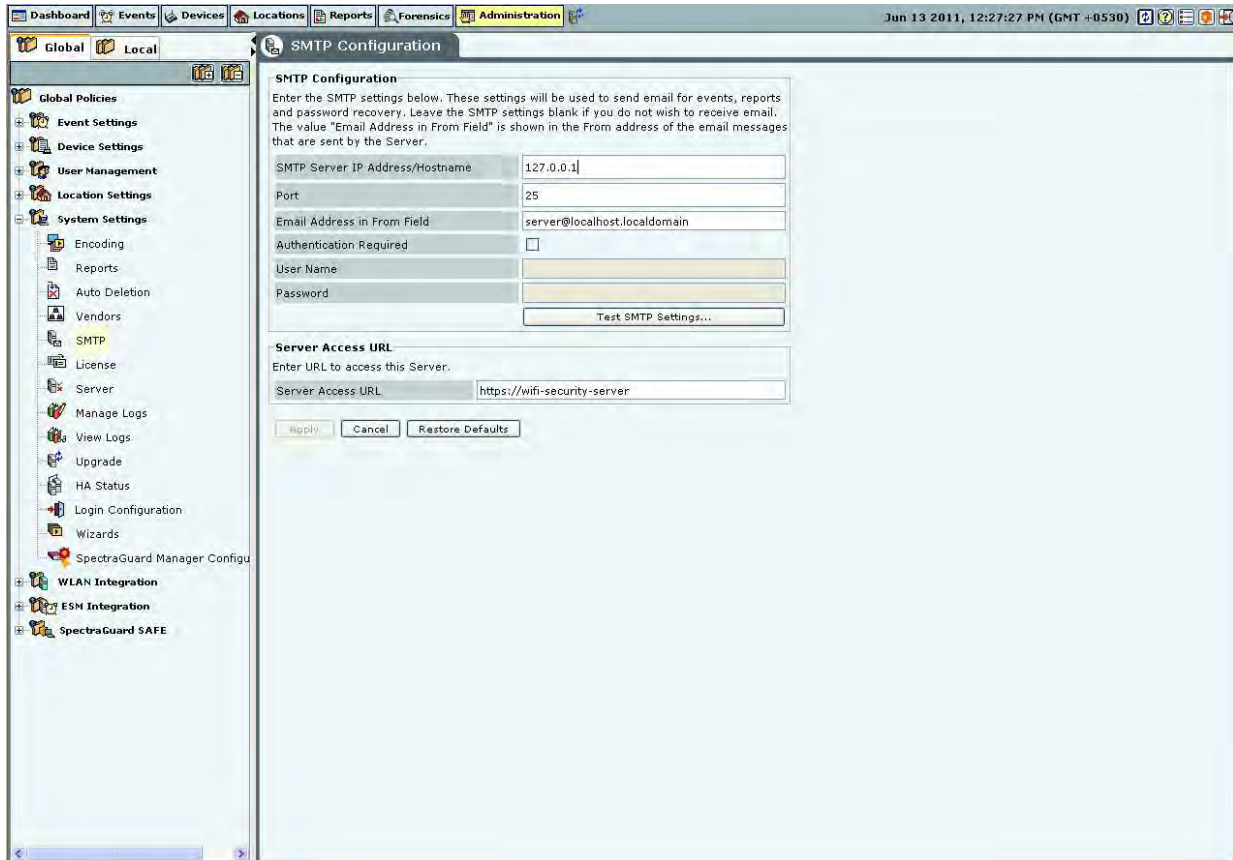 Dashboard Events Devices Locations Reports Forensics Administration Jun 13 2011, 12:27:27 PM (GMT +0530)
Global Local
Global Policies
Event Settings
Device Settings
User Management
Location Settings
System Settings
Encoding
Reports
Auto Deletion
Vendors
SMTP
License
Server
Manage Logs
View Logs
Upgrade
HA Status
Login Configuration
Wizards
SpectraGuard Manager Configu
WLAN Integration
ESM Integration
SpectraGuard SAFE
SMTP Configuration
SMTP Configuration
Enter the SMTP settings below. These settings will be used to send email for events, reports
and password recovery. Leave the SMTP settings blank if you do not wish to receive email.
The value "Email Address in From Field" is shown in the From address of the email messages
that are sent by the Server.
SMTP Server IP Address/Hostname 127.0.0.1
Port 25
Email Address in From Field server@localhost.localdomain
Authentication Required
User Name
Password
Test SMTP Settings...
Server Access URL
Enter URL to access this Server.
Server Access URL https://wifi-security-server
Apply Cancel Restore Defaults